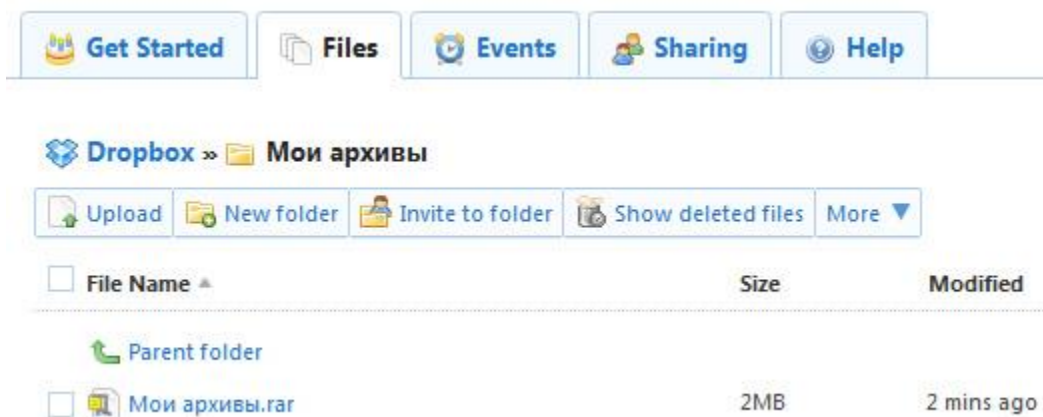 Get Started Files Events Sharing Help
Dropbox » Мои архивы
Upload New folder Invite to folder Show deleted files More
File Name Size Modified
Parent folder
Мои архивы.rar 2MB 2 mins ago